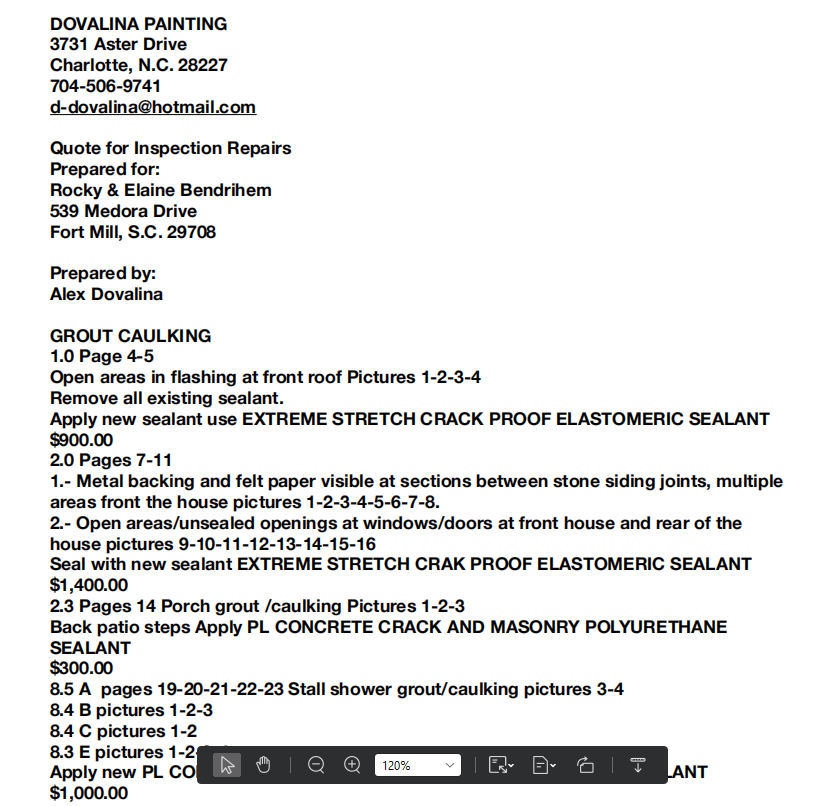 DOVALINA PAINTING
3731 Aster Drive
Charlotte, N.C. 28227
704-506-9741
d-dovalina@hotmail.com
Quote for Inspection Repairs
Prepared for:
Rocky & Elaine Bendrihem
539 Medora Drive
Fort Mill, S.C. 29708
Prepared by:
Alex Dovalina
GROUT CAULKING
1.0 Page 4-5
Open areas in flashing at front roof Pictures 1-2-3-4
Remove all existing sealant.
Apply new sealant use EXTREME STRETCH CRACK PROOF ELASTOMERIC SEALANT
$900.00
2.0 Pages 7-11
1.- Metal backing and felt paper visible at sections between stone siding joints, multiple
areas front the house pictures 1-2-3-4-5-6-7-8.
2.- Open areas/unsealed openings at windows/doors at front house and rear of the
house pictures 9-10-11-12-13-14-15-16
Seal with new sealant EXTREME STRETCH CRAK PROOF ELASTOMERIC SEALANT
$1,400.00
2.3 Pages 14 Porch grout /caulking Pictures 1-2-3
Back patio steps Apply PL CONCRETE CRACK AND MASONRY POLYURETHANE
SEALANT
$300.00
8.5 A  pages 19-20-21-22-23 Stall shower grout/caulking pictures 3-4
8.4 B pictures 1-2-3
8.4 C pictures 1-2
8.3 E pictures 1-2-
120%
Apply new PL CO LANT
$1,000.00